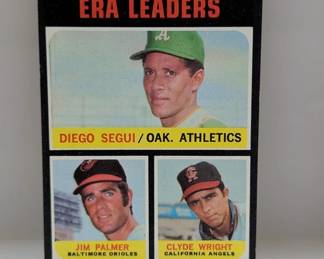 ERA LEADERS
A
DIEGO SEGUI / OAK. ATHLETICS
JIM PALMER
BALTIMORE ORIOLES
CLYDE WRIGHT
CALIFORNIA ANGELS